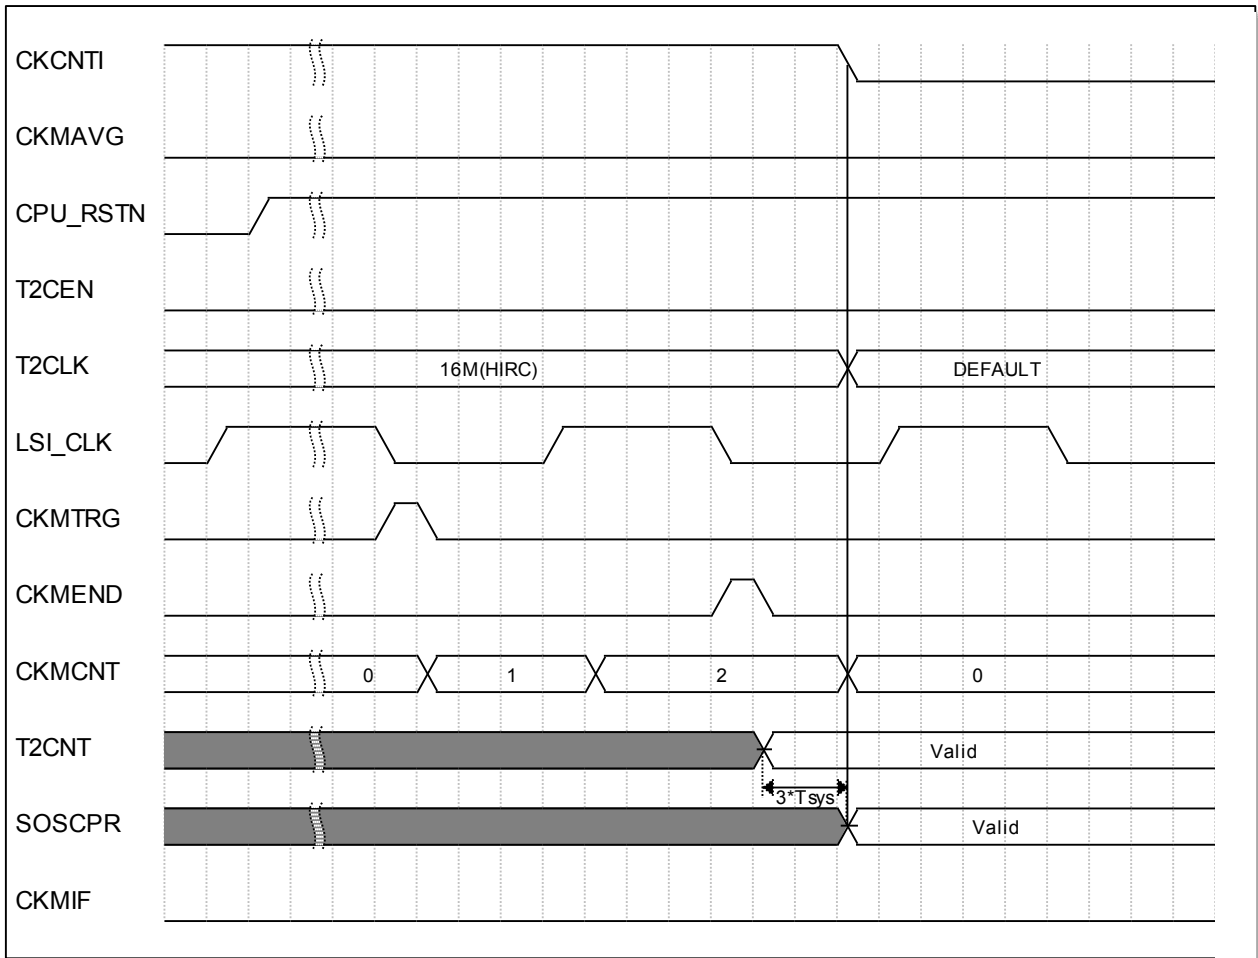 CKCNTI
CKMAVG
CPU_RSTN
T2CEN
T2CLK 16M(HIRC) DEFAULT
LSI_CLK
CKMTRG
CKMEND
CKMCNT 0 1 2 0
T2CNT Valid
3*Tsys
SOSCPR Valid
CKMIF